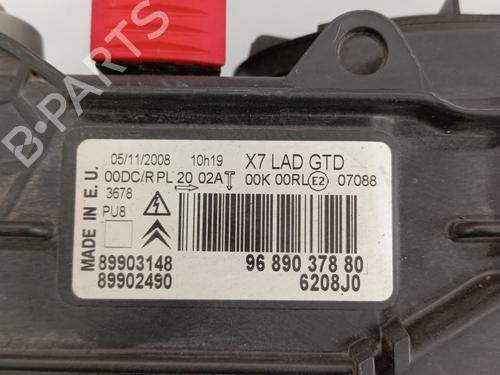 B-PARTS
05/11/2008 10h19 X7 LAD GTD
00DC/R PL 20 02A 00K 00RL E2 07088
3678
PU8
MADE IN E.U.
89903148 96 890 378 80
89902490 6208J0